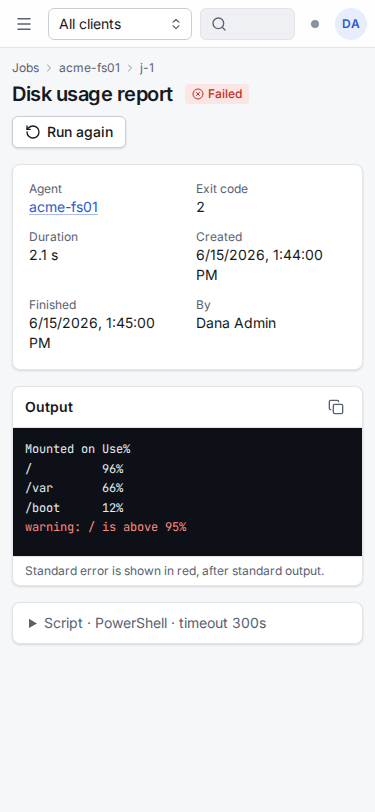 All clients
DA
Jobs > acme-fs01 > j-1
Disk usage report
Failed
Run again
Agent
acme-fs01
Exit code
2
Duration
2.1 s
Created
6/15/2026, 1:44:00
PM
Finished
6/15/2026, 1:45:00
PM
By
Dana Admin
Output
Mounted on Use%
/ 96%
/var 66%
/boot 12%
warning: / is above 95%
Standard error is shown in red, after standard output.
Script · PowerShell · timeout 300s